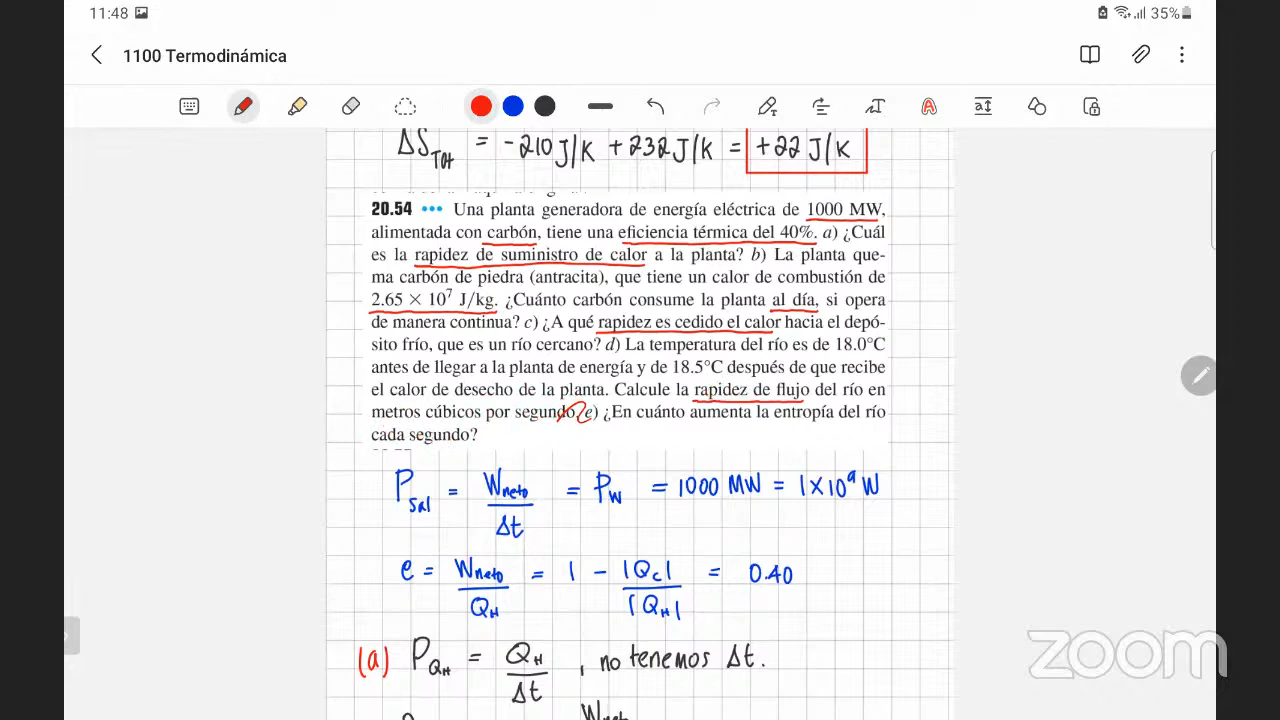 11:48
35%
1100 Termodinámica
ΔS_Tot = -210 J/K + 232 J/K = +22 J/K
20.54 ••• Una planta generadora de energía eléctrica de 1000 MW,
alimentada con carbón, tiene una eficiencia térmica del 40%. a) ¿Cuál
es la rapidez de suministro de calor a la planta? b) La planta que-
ma carbón de piedra (antracita), que tiene un calor de combustión de
2.65 × 10⁷ J/kg. ¿Cuánto carbón consume la planta al día, si opera
de manera continua? c) ¿A qué rapidez es cedido el calor hacia el depó-
sito frío, que es un río cercano? d) La temperatura del río es de 18.0°C
antes de llegar a la planta de energía y de 18.5°C después de que recibe
el calor de desecho de la planta. Calcule la rapidez de flujo del río en
metros cúbicos por segundo. e) ¿En cuánto aumenta la entropía del río
cada segundo?
P_sal = W_neto / Δt = P_W = 1000 MW = 1×10⁹ W
e = W_neto / Q_H = 1 - |Q_C| / |Q_H| = 0.40
(a) P_QH = Q_H / Δt , no tenemos Δt.
W_neto
zoom